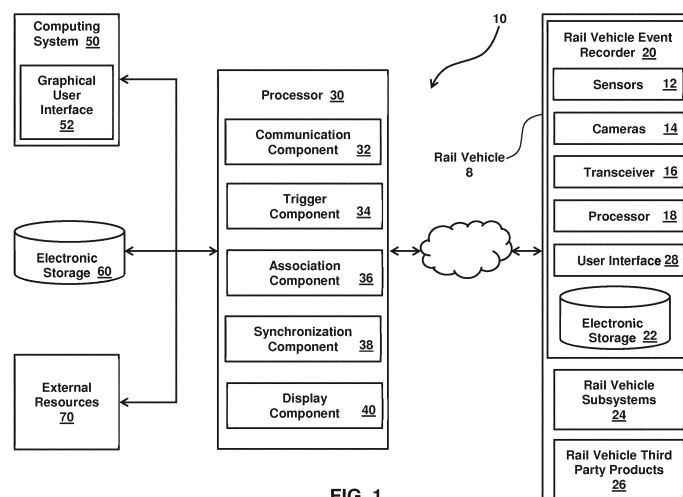 Computing
System 50
Graphical
User
Interface
52
Electronic
Storage 60
External
Resources
70
Processor 30
Communication
Component 32
Trigger
Component 34
Association
Component 36
Synchronization
Component 38
Display
Component 40
10
Rail Vehicle
8
Rail Vehicle Event
Recorder 20
Sensors 12
Cameras 14
Transceiver 16
Processor 18
User Interface 28
Electronic
Storage 22
Rail Vehicle
Subsystems
24
Rail Vehicle Third
Party Products
26
FIG. 1